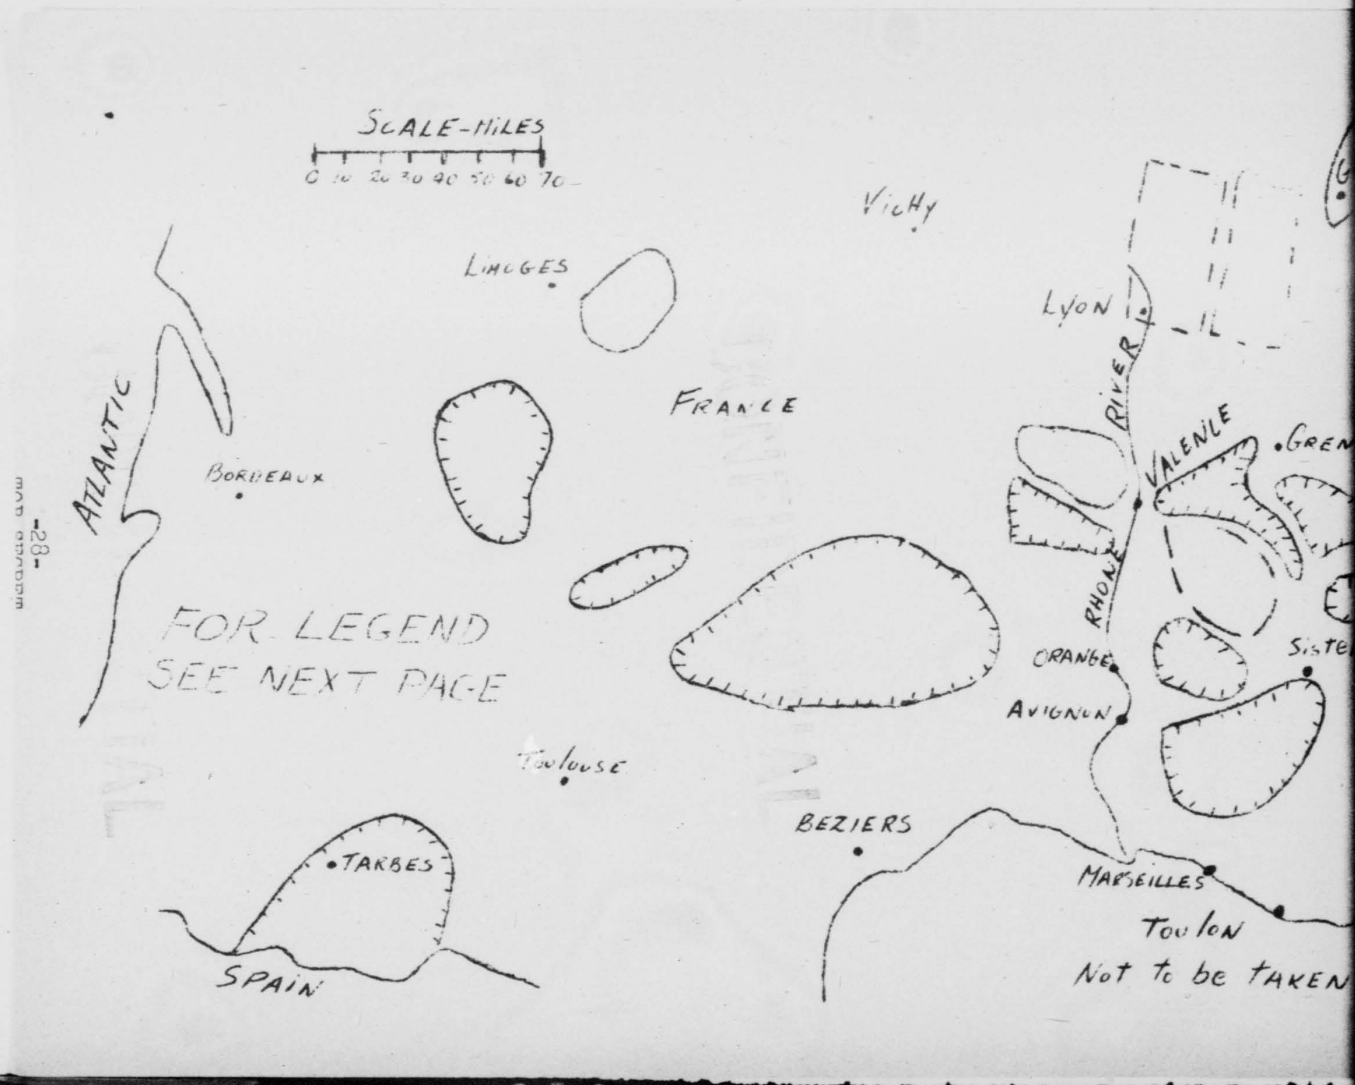 SCALE-MILES
0 10 20 30 40 50 60 70
VicHy
LIMOGES
LyON
G
RIVER
FRANCE
ATLANTIC
VALENLE
GREN
BORDEAUX
-28-
RHONE
FOR LEGEND
SEE NEXT PAGE
ORANGE
SiSTE
AVIGNON
Toulouse
BEZIERS
TARBES
MARSEILLES
Toulon
SPAIN
Not to be tAKEN